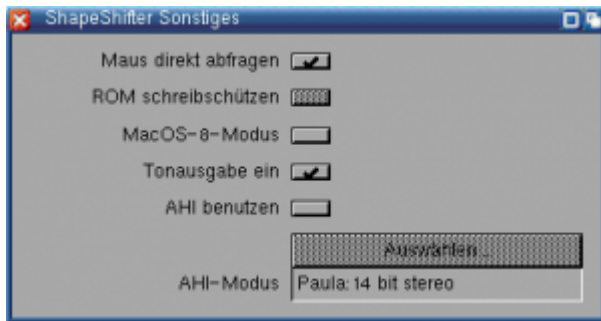 ShapeShifter Sonstiges
Maus direkt abfragen
ROM schreibschützen
MacOS-8-Modus
Tonausgabe ein
AHI benutzen
Auswählen...
AHI-Modus Paula: 14 bit stereo